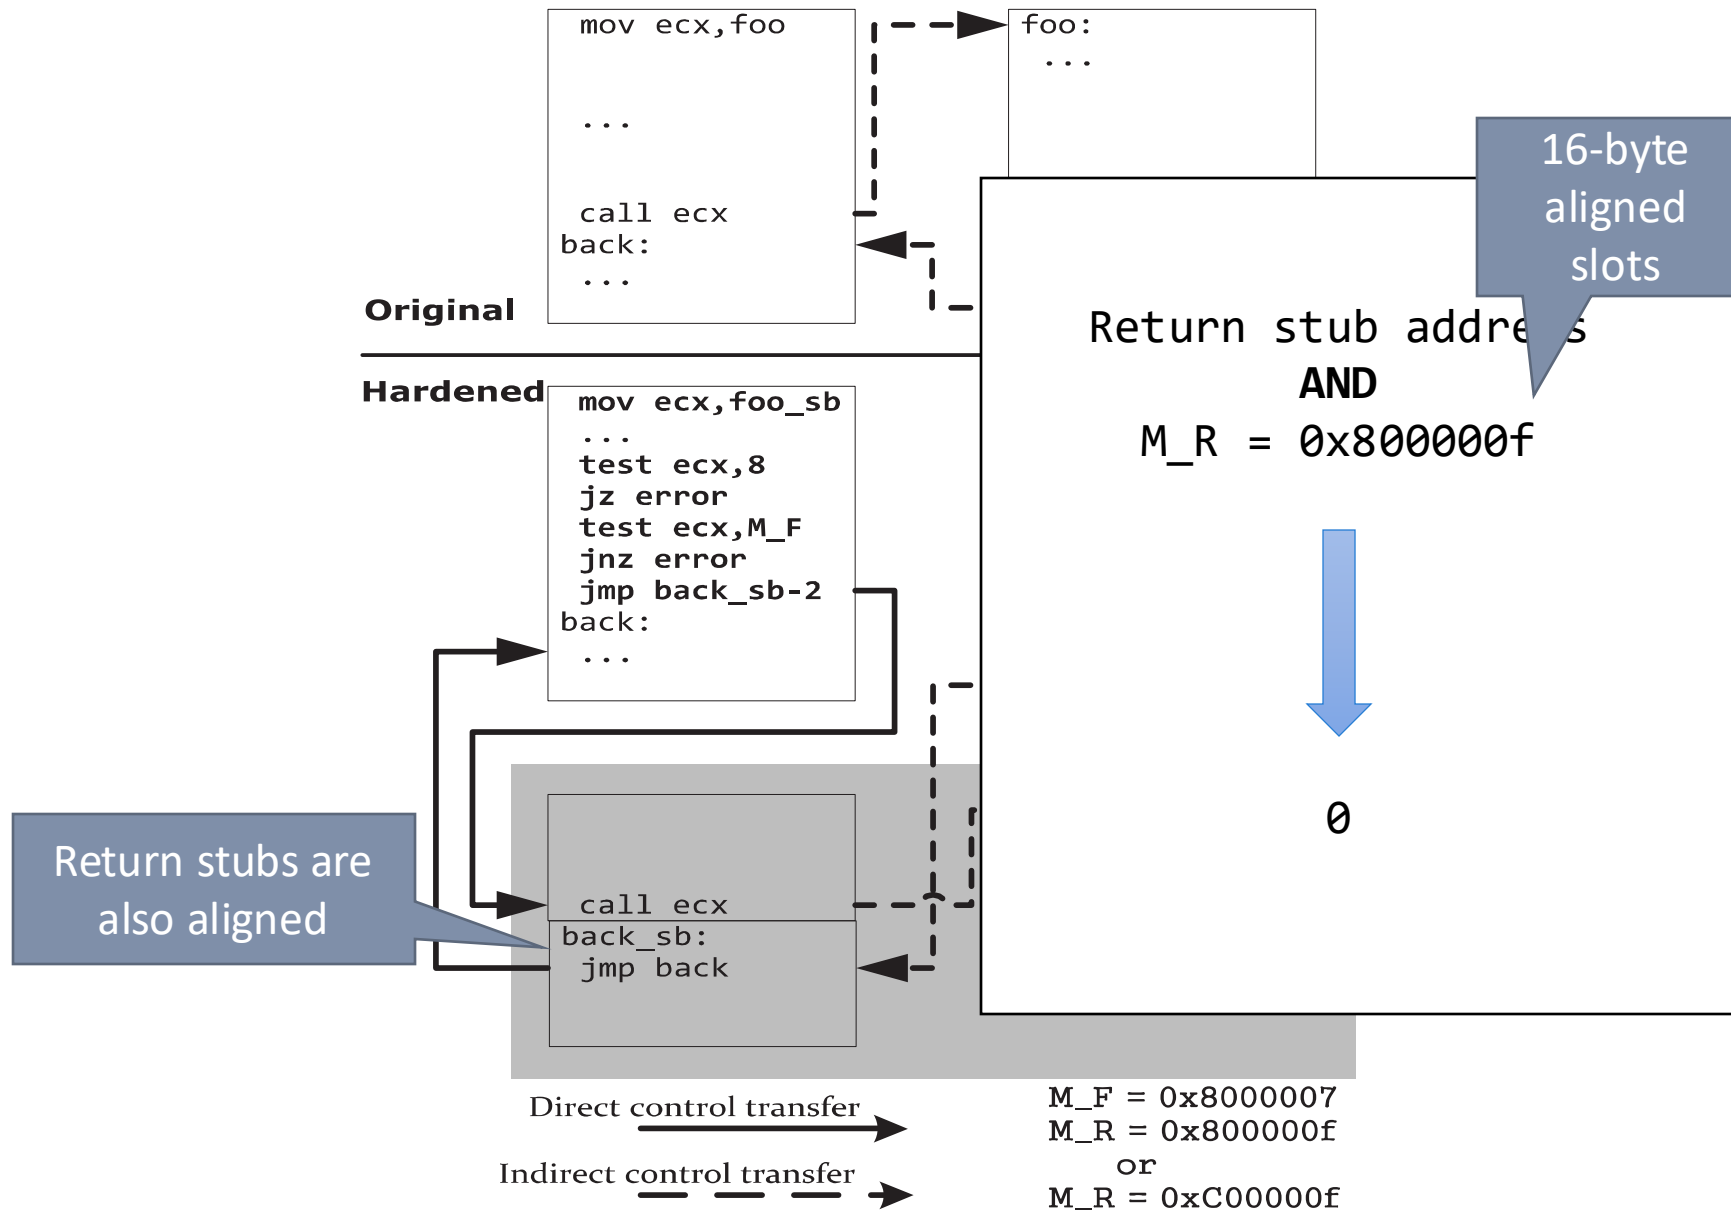 mov ecx,foo
...
call ecx
back:
...
foo:
...
16-byte
aligned
slots
Original
Hardened
mov ecx,foo_sb
...
test ecx,8
jz error
test ecx,M_F
jnz error
jmp back_sb-2
back:
...
Return stub address
AND
M_R = 0x800000f
0
Return stubs are
also aligned
call ecx
back_sb:
jmp back
Direct control transfer
Indirect control transfer
M_F = 0x8000007
M_R = 0x800000f
or
M_R = 0xC00000f